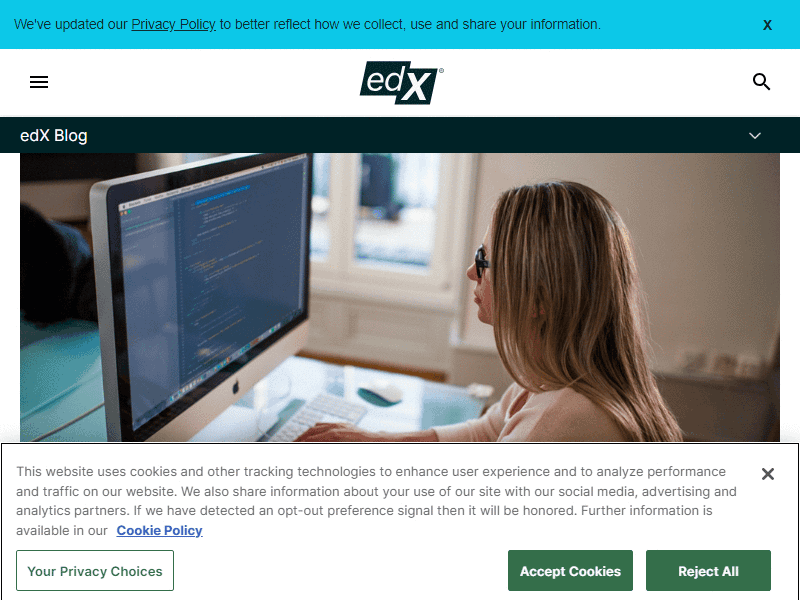 We've updated our Privacy Policy to better reflect how we collect, use and share your information.
X
edX
edX Blog
This website uses cookies and other tracking technologies to enhance user experience and to analyze performance
and traffic on our website. We also share information about your use of our site with our social media, advertising and
analytics partners. If we have detected an opt-out preference signal then it will be honored. Further information is
available in our Cookie Policy
Your Privacy Choices
Accept Cookies
Reject All